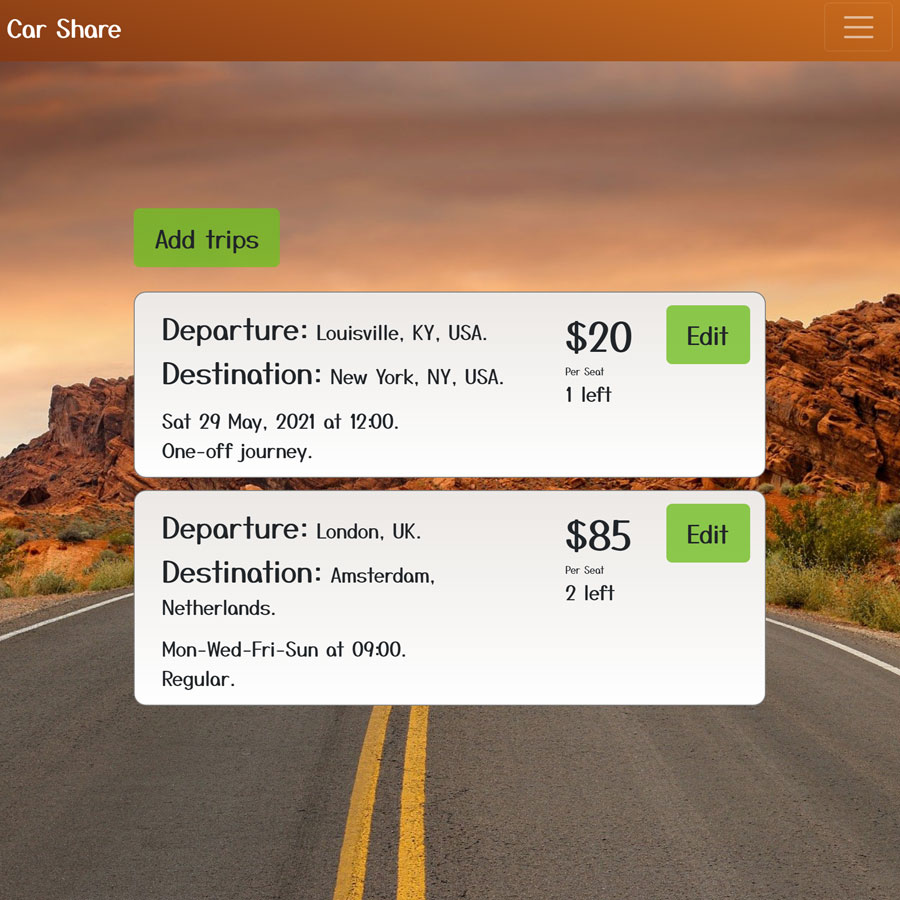 Car Share
Add trips
Departure: Louisville, KY, USA.
Destination: New York, NY, USA.
Sat 29 May, 2021 at 12:00.
One-off journey.
$20
Per Seat
1 left
Edit
Departure: London, UK.
Destination: Amsterdam,
Netherlands.
Mon-Wed-Fri-Sun at 09:00.
Regular.
$85
Per Seat
2 left
Edit